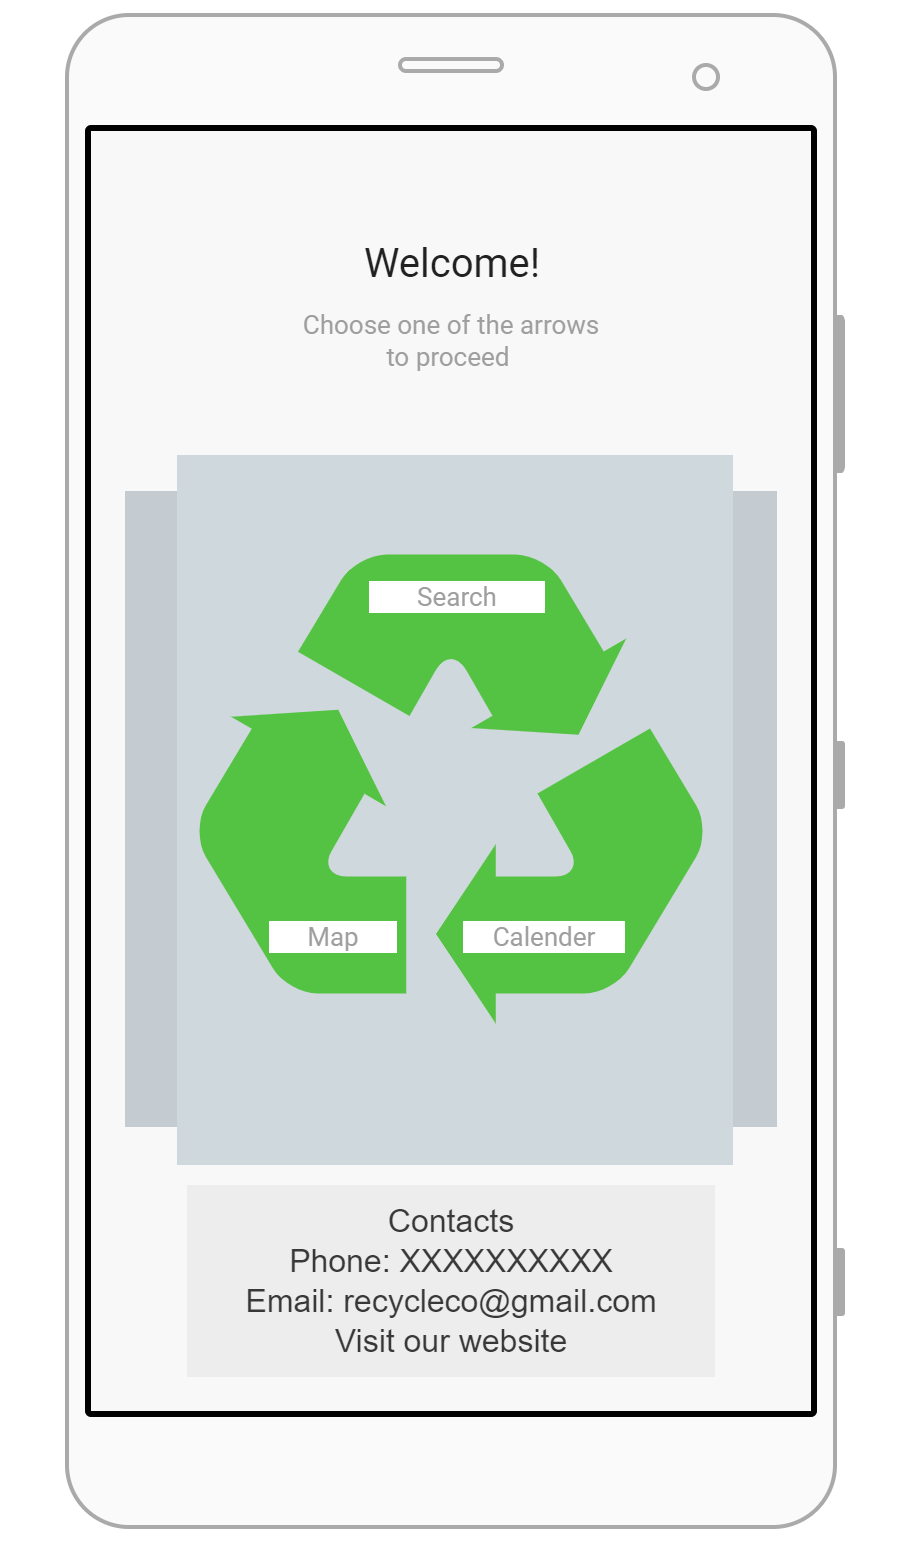 Welcome!
Choose one of the arrows
to proceed
Search
Map
Calender
Contacts
Phone: XXXXXXXXXX
Email: recycleco@gmail.com
Visit our website